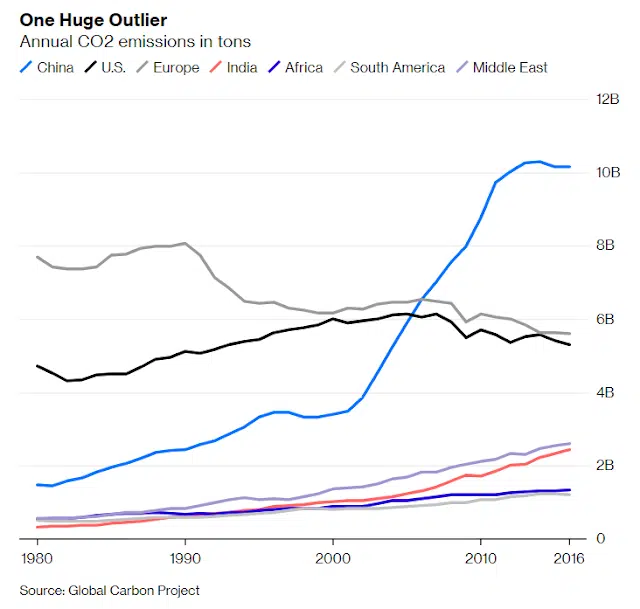 One Huge Outlier
Annual CO2 emissions in tons
China U.S. Europe India Africa South America Middle East
12B
10B
8B
6B
4B
2B
0
1980 1990 2000 2010 2016
Source: Global Carbon Project